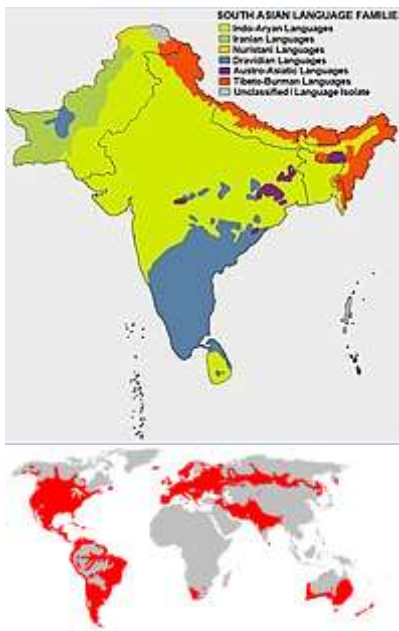 SOUTH ASIAN LANGUAGE FAMILIE
Indo-Aryan Languages
Iranian Languages
Nuristani Languages
Dravidian Languages
Austro-Asiatic Languages
Tibeto-Burman Languages
Unclassified / Language Isolate